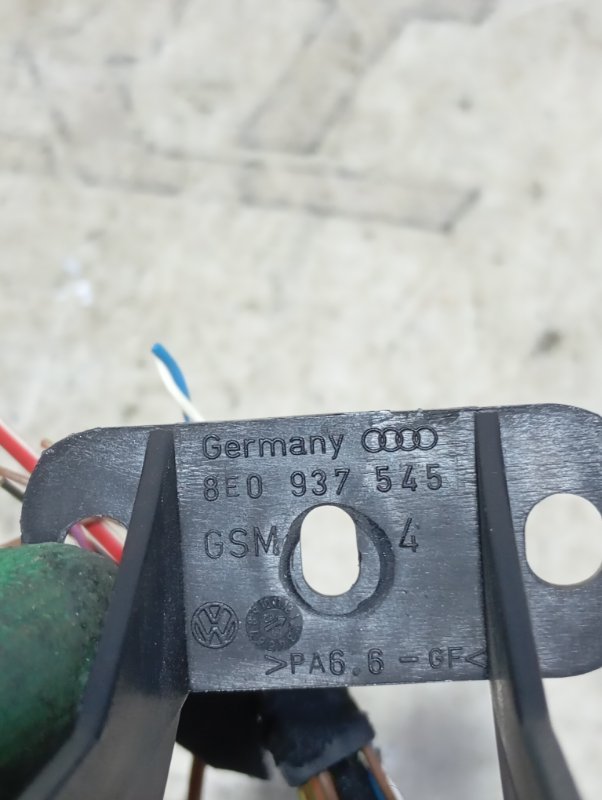 Germany
8E0 937 545
GSM 4
>PA6.6-GF<